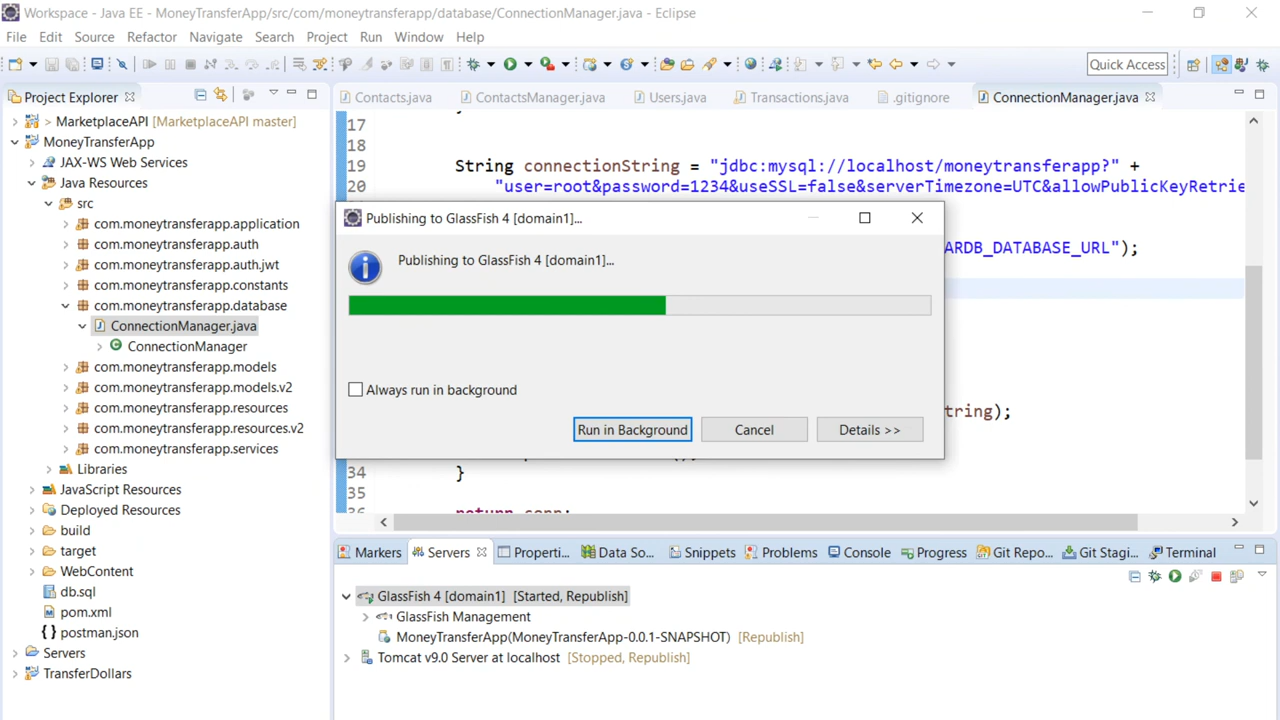 Workspace - Java EE - MoneyTransferApp/src/com/moneytransferapp/database/ConnectionManager.java - Eclipse
File Edit Source Refactor Navigate Search Project Run Window Help
Quick Access
Project Explorer
Contacts.java ContactsManager.java Users.java Transactions.java .gitignore ConnectionManager.java
> MarketplaceAPI [MarketplaceAPI master]
MoneyTransferApp
JAX-WS Web Services
Java Resources
src
com.moneytransferapp.application
com.moneytransferapp.auth
com.moneytransferapp.auth.jwt
com.moneytransferapp.constants
com.moneytransferapp.database
ConnectionManager.java
ConnectionManager
com.moneytransferapp.models
com.moneytransferapp.models.v2
com.moneytransferapp.resources
com.moneytransferapp.resources.v2
com.moneytransferapp.services
Libraries
JavaScript Resources
Deployed Resources
build
target
WebContent
db.sql
pom.xml
postman.json
Servers
TransferDollars
17
18
19 String connectionString = "jdbc:mysql://localhost/moneytransferapp?" +
20 "user=root&password=1234&useSSL=false&serverTimezone=UTC&allowPublicKeyRetrie
ARDB_DATABASE_URL");
tring);
34 }
35
36 return conn;
Publishing to GlassFish 4 [domain1]...
Publishing to GlassFish 4 [domain1]...
Always run in background
Run in Background Cancel Details >>
Markers Servers Properti... Data So... Snippets Problems Console Progress Git Repo... Git Stagi... Terminal
GlassFish 4 [domain1] [Started, Republish]
GlassFish Management
MoneyTransferApp(MoneyTransferApp-0.0.1-SNAPSHOT) [Republish]
Tomcat v9.0 Server at localhost [Stopped, Republish]